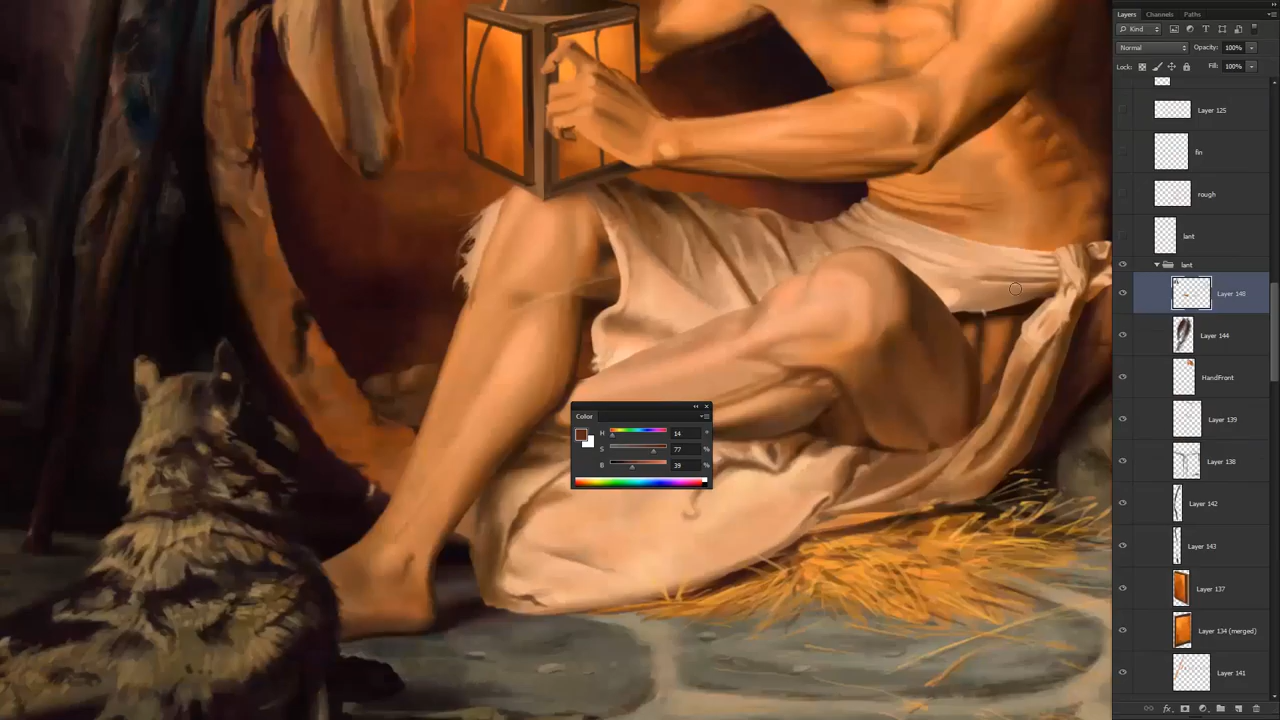 Layers Channels Paths
Kind
Normal Opacity: 100%
Lock: Fill: 100%
Layer 125
fin
rough
lant
lant
Layer 148
Layer 144
HandFront
Layer 139
Layer 138
Layer 142
Layer 143
Layer 137
Layer 134 (merged)
Layer 141
Color
H 14 °
S 77 %
B 39 %
fx